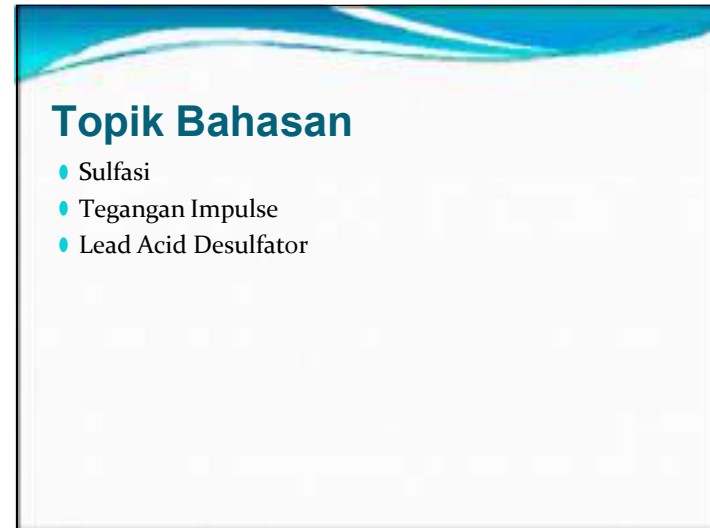 Topik Bahasan
Sulfasi
Tegangan Impulse
Lead Acid Desulfator